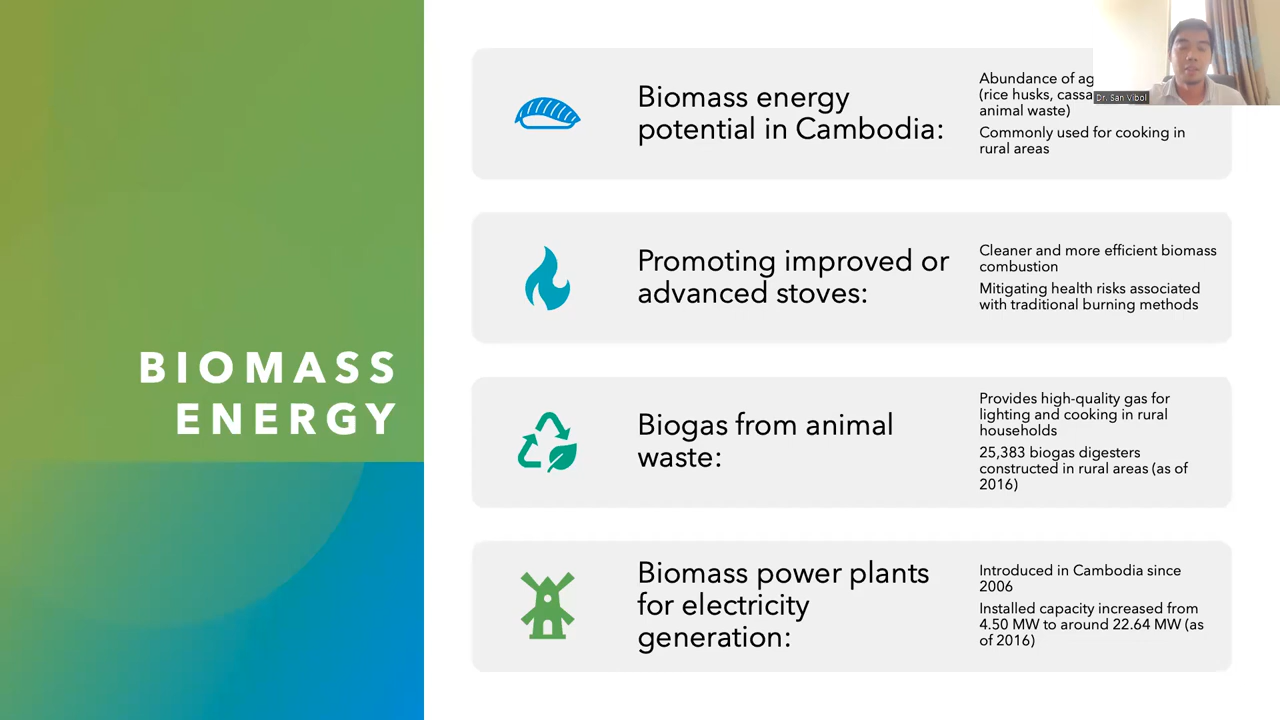 BIOMASS
ENERGY
Biomass energy
potential in Cambodia:
Abundance of
(rice husks,
animal waste)
Commonly used for cooking in
rural areas
Dr. San Vibol
Promoting improved or
advanced stoves:
Cleaner and more efficient biomass
combustion
Mitigating health risks associated
with traditional burning methods
Biogas from animal
waste:
Provides high-quality gas for
lighting and cooking in rural
households
25,383 biogas digesters
constructed in rural areas (as of
2016)
Biomass power plants
for electricity
generation:
Introduced in Cambodia since
2006
Installed capacity increased from
4.50 MW to around 22.64 MW (as
of 2016)